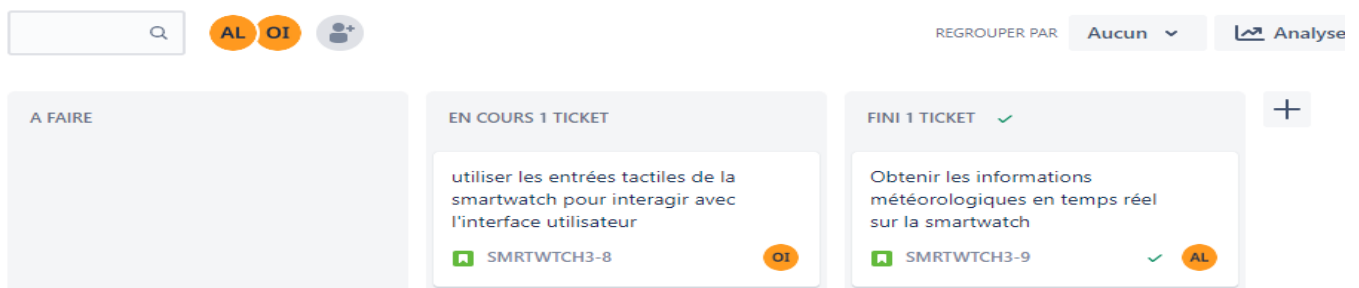 AL OI
REGROUPER PAR Aucun Analyse
A FAIRE
EN COURS 1 TICKET
utiliser les entrées tactiles de la
smartwatch pour interagir avec
l'interface utilisateur
SMRTWTCH3-8 OI
FINI 1 TICKET
Obtenir les informations
météorologiques en temps réel
sur la smartwatch
SMRTWTCH3-9 AL